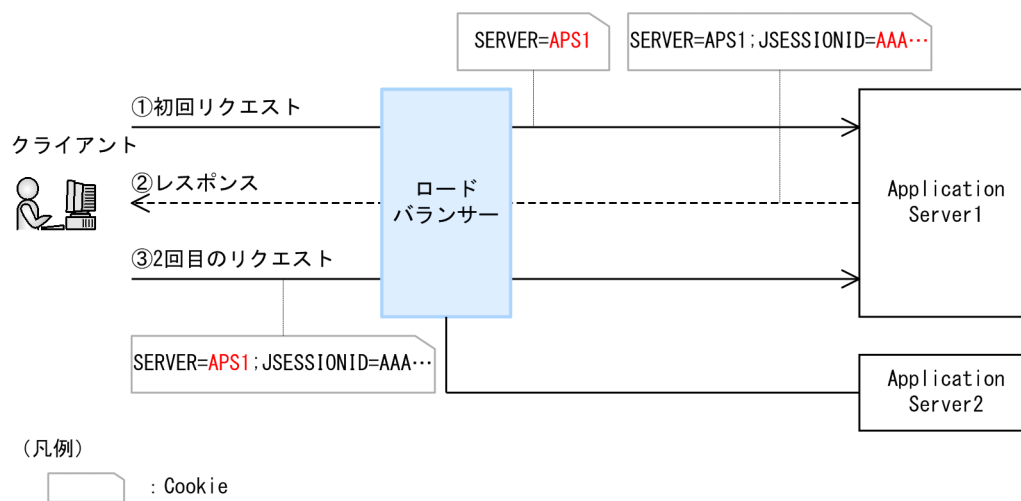 SERVER=APS1
SERVER=APS1;JSESSIONID=AAA…
①初回リクエスト
クライアント
②レスポンス
ロード
バランサー
Application
Server1
③2回目のリクエスト
SERVER=APS1;JSESSIONID=AAA…
Application
Server2
(凡例)
:Cookie